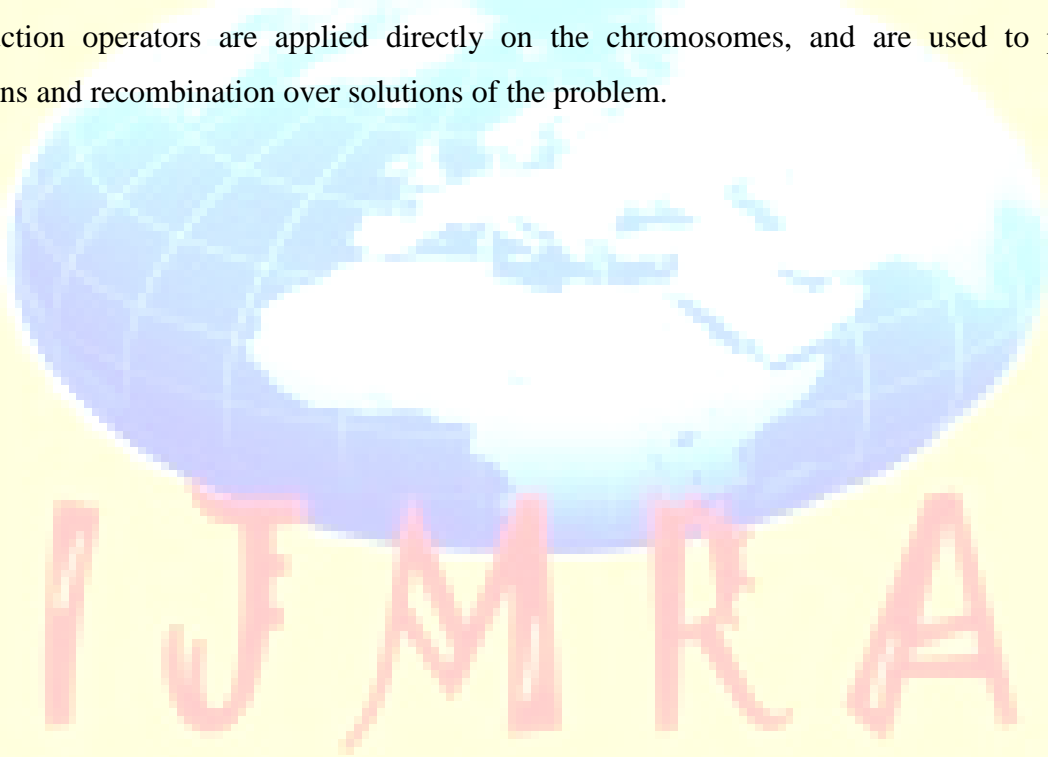 ction operators are applied directly on the chromosomes, and are used to
ns and recombination over solutions of the problem.
IJMRA